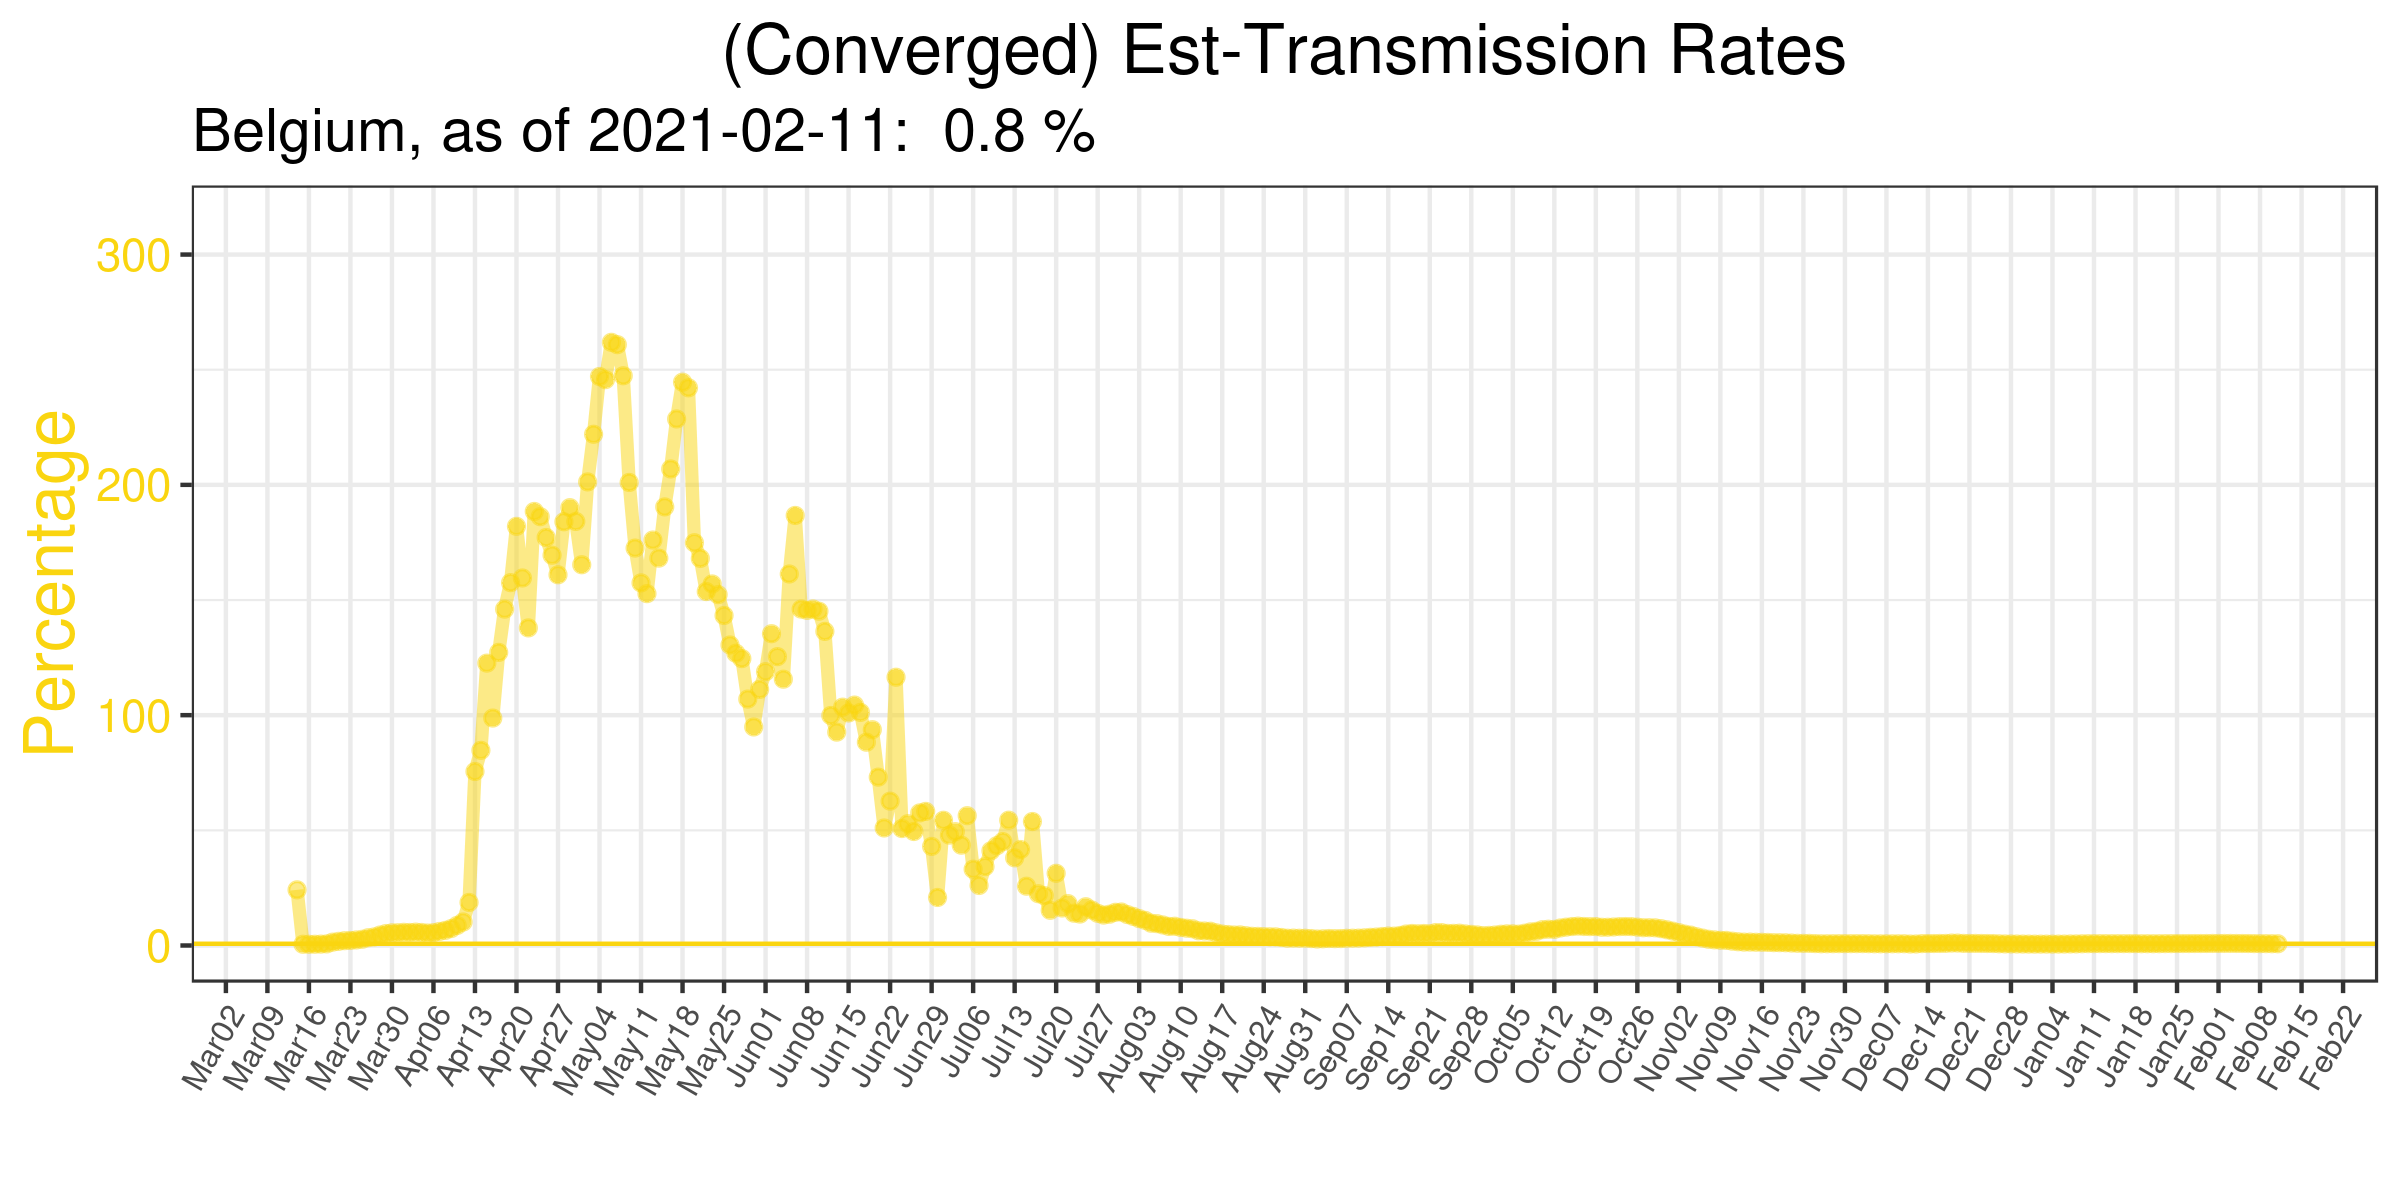 (Converged) Est-Transmission Rates
Belgium, as of 2021-02-11:  0.8 %
Percentage
300
200
100
0
Mar02
Mar09
Mar16
Mar23
Mar30
Apr06
Apr13
Apr20
Apr27
May04
May11
May18
May25
Jun01
Jun08
Jun15
Jun22
Jun29
Jul06
Jul13
Jul20
Jul27
Aug03
Aug10
Aug17
Aug24
Aug31
Sep07
Sep14
Sep21
Sep28
Oct05
Oct12
Oct19
Oct26
Nov02
Nov09
Nov16
Nov23
Nov30
Dec07
Dec14
Dec21
Dec28
Jan04
Jan11
Jan18
Jan25
Feb01
Feb08
Feb15
Feb22